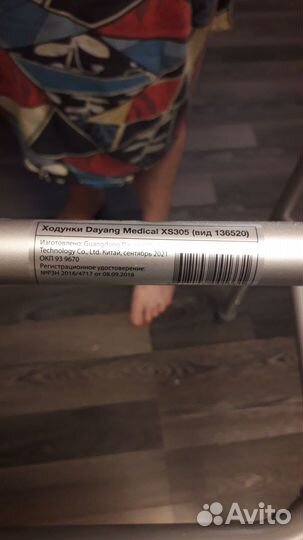 Ходунки Dayang Medical XS305 (вид 136520)
Изготовлено: Guangdong
Technology Co., Ltd. Китай, сентябрь 2021
ОКП 93 9670
Регистрационное удостоверение:
№РЗН 2016/4717 от 08.09.2016
Avito